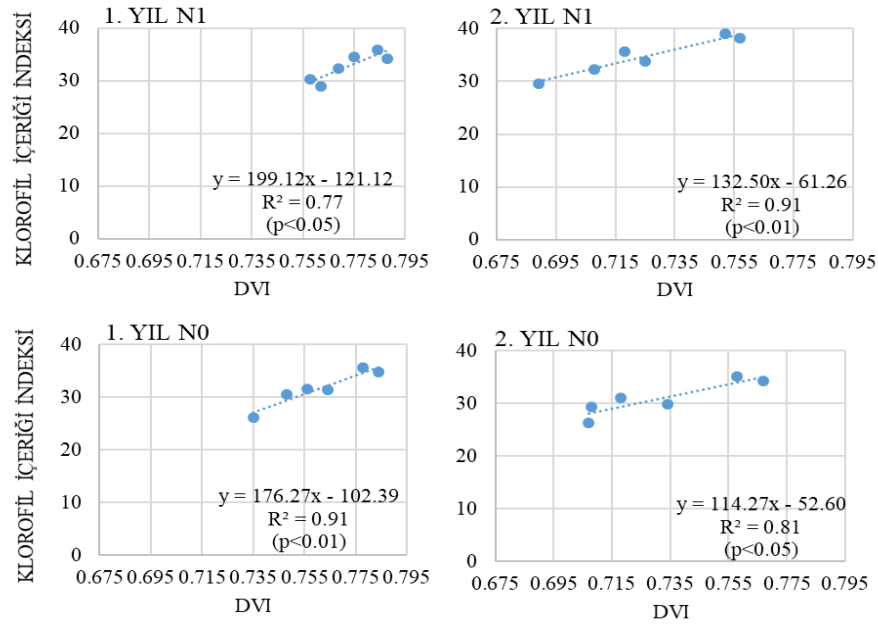 1. YIL N1
KLOROFİL İÇERİĞİ İNDEKSİ
40
30
20
10
0
y = 199.12x - 121.12
R² = 0.77
(p<0.05)
0.675 0.695 0.715 0.735 0.755 0.775 0.795
DVI
2. YIL N1
40
30
20
10
0
y = 132.50x - 61.26
R² = 0.91
(p<0.01)
0.675 0.695 0.715 0.735 0.755 0.775 0.795
DVI
1. YIL N0
KLOROFİL İÇERİĞİ İNDEKSİ
40
30
20
10
0
y = 176.27x - 102.39
R² = 0.91
(p<0.01)
0.675 0.695 0.715 0.735 0.755 0.775 0.795
DVI
2. YIL N0
40
30
20
10
0
y = 114.27x - 52.60
R² = 0.81
(p<0.05)
0.675 0.695 0.715 0.735 0.755 0.775 0.795
DVI